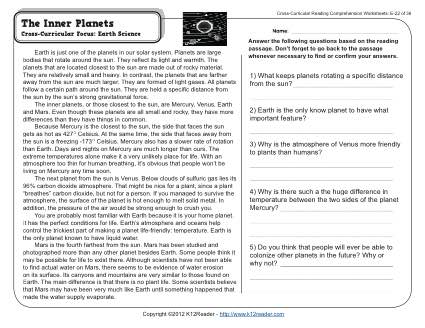 Cross-Curricular Reading Comprehension Worksheets: E-22 of 36
The Inner Planets
Cross-Curricular Focus: Earth Science
Earth is just one of the planets in our solar system. Planets are large
bodies that rotate around the sun. They reflect its light and warmth. The
planets that are located closest to the sun are made out of rocky material.
They are relatively small and heavy. In contrast, the planets that are farther
away from the sun are much larger. They are formed of light gases. All planets
follow a certain path around the sun. They are held a specific distance from
the sun by the sun's strong gravitational force.
The inner planets, or those closest to the sun, are Mercury, Venus, Earth
and Mars. Even though these planets are all small and rocky, they have more
differences than they have things in common.
Because Mercury is the closest to the sun, the side that faces the sun
gets as hot as 427° Celsius. At the same time, the side that faces away from
the sun is a freezing -173° Celsius. Mercury also has a slower rate of rotation
than Earth. Days and nights on Mercury are much longer than ours. The
extreme temperatures alone make it a very unlikely place for life. With an
atmosphere too thin for human breathing, it's obvious that people won't be
living on Mercury any time soon.
The next planet from the sun is Venus. Below clouds of sulfuric gas lies its
96% carbon dioxide atmosphere. That might be nice for a plant, since a plant
"breathes" carbon dioxide, but not for a person. If you managed to survive the
atmosphere, the surface of the planet is hot enough to melt solid metal. In
addition, the pressure of the air would be strong enough to crush you.
You are probably most familiar with Earth because it is your home planet.
It has the perfect conditions for life. Earth's atmosphere and oceans help
control the trickiest part of making a planet life-friendly: temperature. Earth is
the only planet known to have liquid water.
Mars is the fourth farthest from the sun. Mars has been studied and
photographed more than any other planet besides Earth. Some people think it
may be possible for life to exist there. Although scientists have not been able
to find actual water on Mars, there seems to be evidence of water erosion
on its surface. Its canyons and mountains are very similar to those found on
Earth. The main difference is that there is no plant life. Some scientists believe
that Mars may have been very much like Earth until something happened that
made the water supply evaporate.
Name:
Answer the following questions based on the reading
passage. Don't forget to go back to the passage
whenever necessary to find or confirm your answers.
1) What keeps planets rotating a specific distance
from the sun?
2) Earth is the only know planet to have what
important feature?
3) Why is the atmosphere of Venus more friendly
to plants than humans?
4) Why is there such a the huge difference in
temperature between the two sides of the planet
Mercury?
5) Do you think that people will ever be able to
colonize other planets in the future? Why or
why not?
Copyright ©2012 K12Reader - http://www.k12reader.com